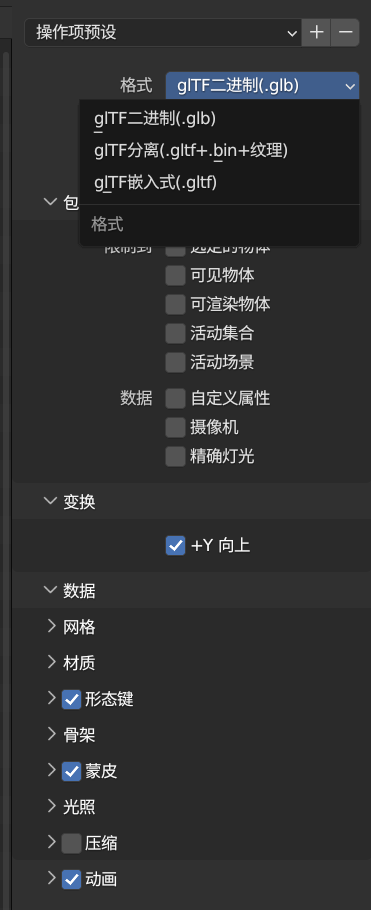 操作项预设
格式
glTF二进制(.glb)
glTF二进制(.glb)
glTF分离(.gltf+.bin+纹理)
glTF嵌入式(.gltf)
格式
包
限制到
选定的物体
可见物体
可渲染物体
活动集合
活动场景
数据
自定义属性
摄像机
精确灯光
变换
+Y 向上
数据
网格
材质
形态键
骨架
蒙皮
光照
压缩
动画